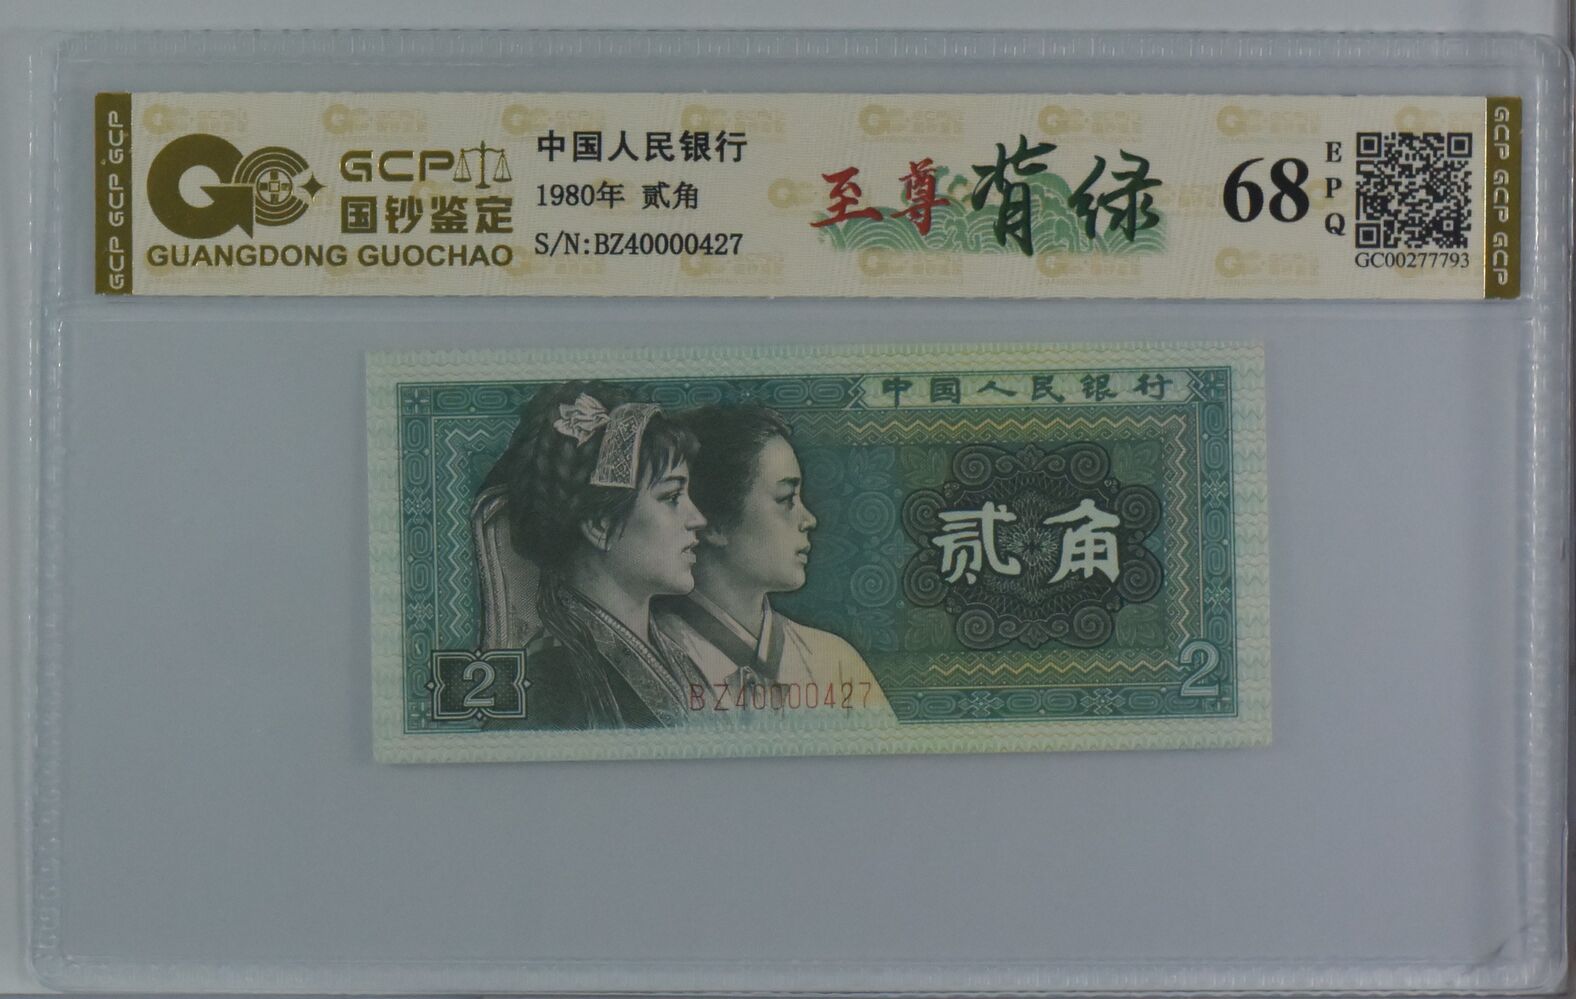 GCP GCP GCP
GCP
国钞鉴定
GUANGDONG GUOCHAO
中国人民银行
1980年 贰角
S/N:BZ40000427
至尊背绿
68
EPQ
GC00277793
GCP GCP GCP
中国人民银行
贰角
2
2
BZ40000427